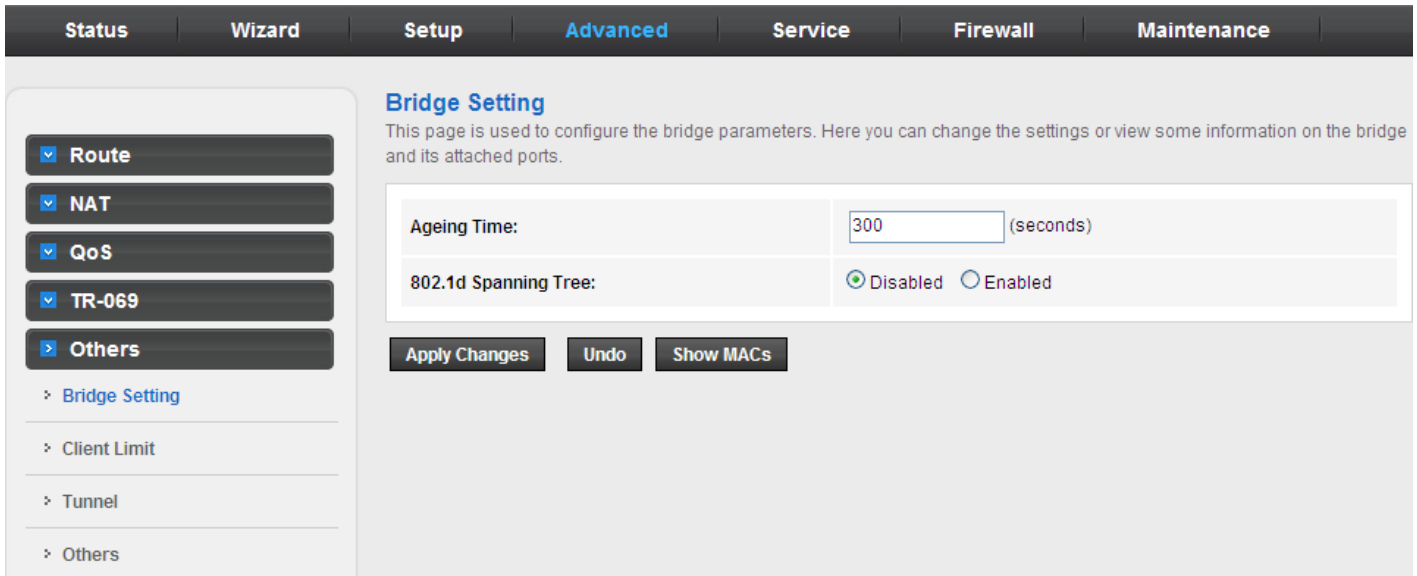 Status Wizard Setup Advanced Service Firewall Maintenance
Route
NAT
QoS
TR-069
Others
Bridge Setting
Client Limit
Tunnel
Others
Bridge Setting
This page is used to configure the bridge parameters. Here you can change the settings or view some information on the bridge
and its attached ports.
Ageing Time: 300 (seconds)
802.1d Spanning Tree: Disabled Enabled
Apply Changes Undo Show MACs